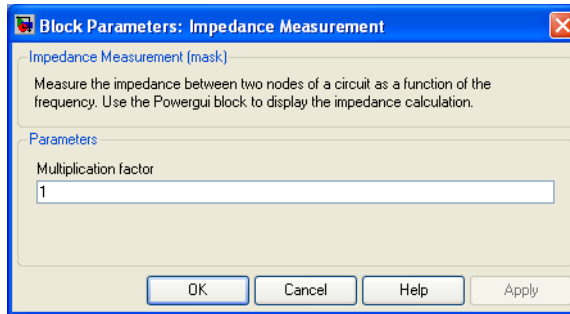 Block Parameters: Impedance Measurement
Impedance Measurement (mask)
Measure the impedance between two nodes of a circuit as a function of the
frequency. Use the Powergui block to display the impedance calculation.
Parameters
Multiplication factor
1
OK Cancel Help Apply